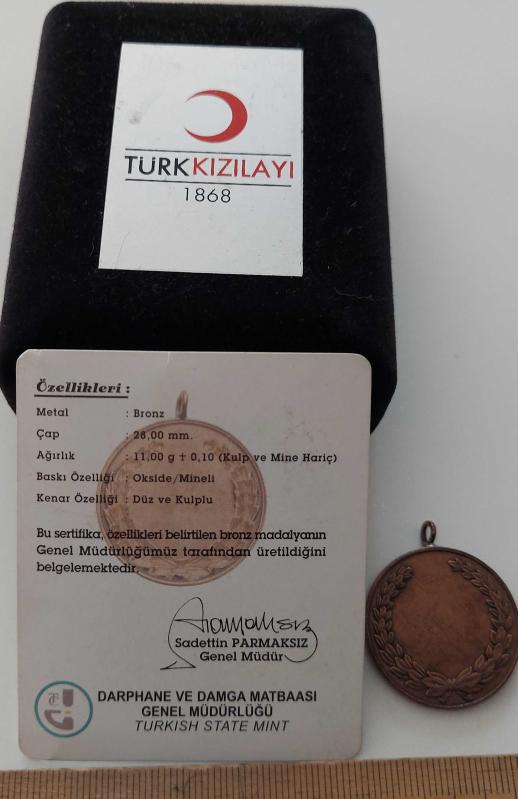 TÜRKKIZILAYI
1868
Özellikleri :
Metal : Bronz
Çap : 26,00 mm.
Ağırlık : 11,00 g ± 0,10 (Kulp ve Mine Hariç)
Baskı Özelliği : Okside/Mineli
Kenar Özelliği : Düz ve Kulplu
Bu sertifika, özellikleri belirtilen bronz madalyanın
Genel Müdürlüğümüz tarafından üretildiğini
belgelemektedir.
Sadettin PARMAKSIZ
Genel Müdür
DARPHANE VE DAMGA MATBAASI
GENEL MÜDÜRLÜĞÜ
TURKISH STATE MINT